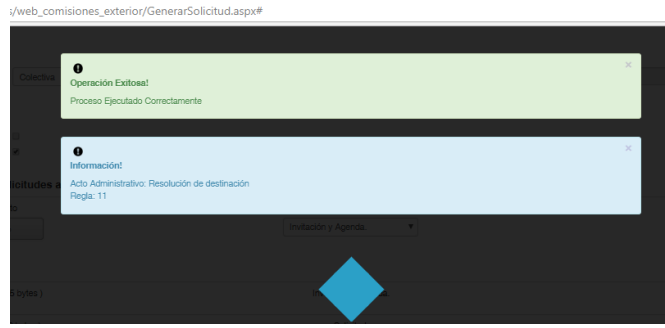 s/web_comisiones_exterior/GenerarSolicitud.aspx#
Colectiva
×
Operación Exitosa!
Proceso Ejecutado Correctamente
×
Información!
Acto Administrativo: Resolución de destinación
Regla: 11
licitudes a
to
Invitación y Agenda.
bytes )